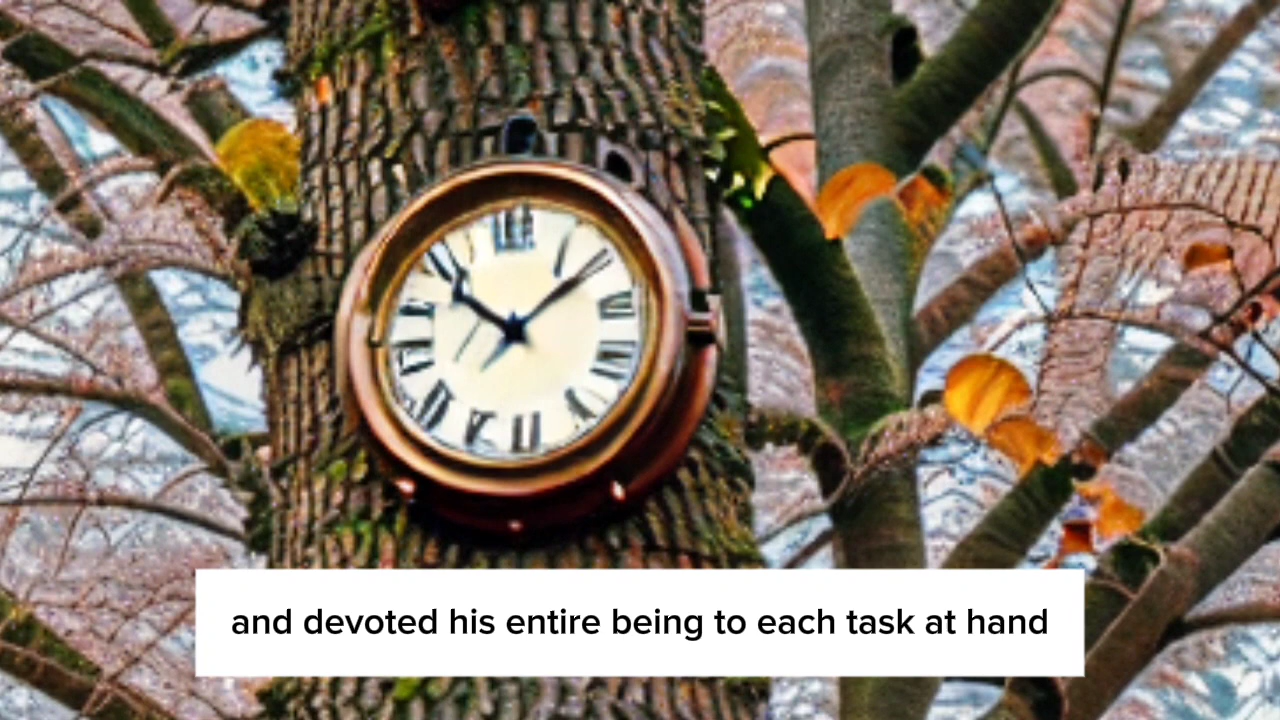 and devoted his entire being to each task at hand